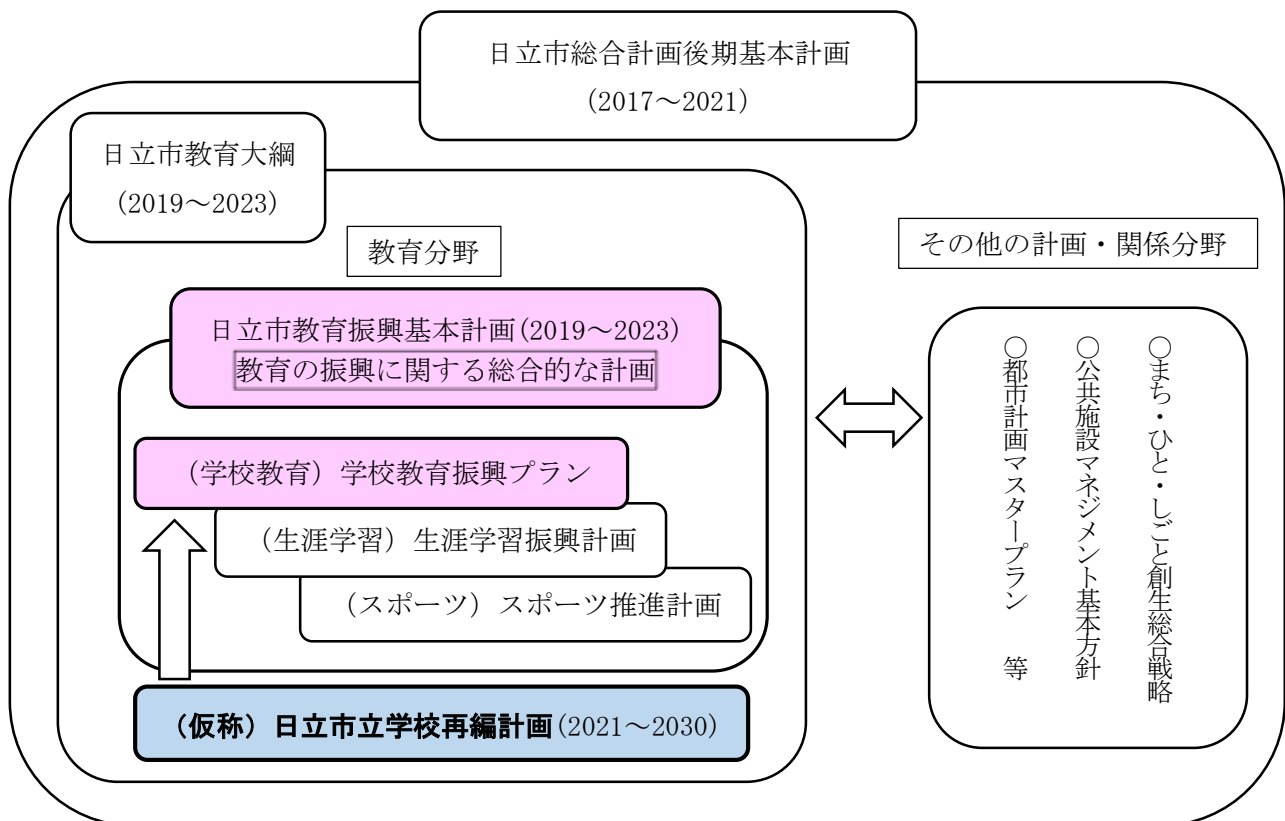 日立市総合計画後期基本計画
(2017～2021)
日立市教育大綱
(2019～2023)
教育分野
日立市教育振興基本計画(2019～2023)
教育の振興に関する総合的な計画
(学校教育) 学校教育振興プラン
(生涯学習) 生涯学習振興計画
(スポーツ) スポーツ推進計画
(仮称) 日立市立学校再編計画(2021～2030)
その他の計画・関係分野
○まち・ひと・しごと創生総合戦略
○公共施設マネジメント基本方針
○都市計画マスタープラン 等